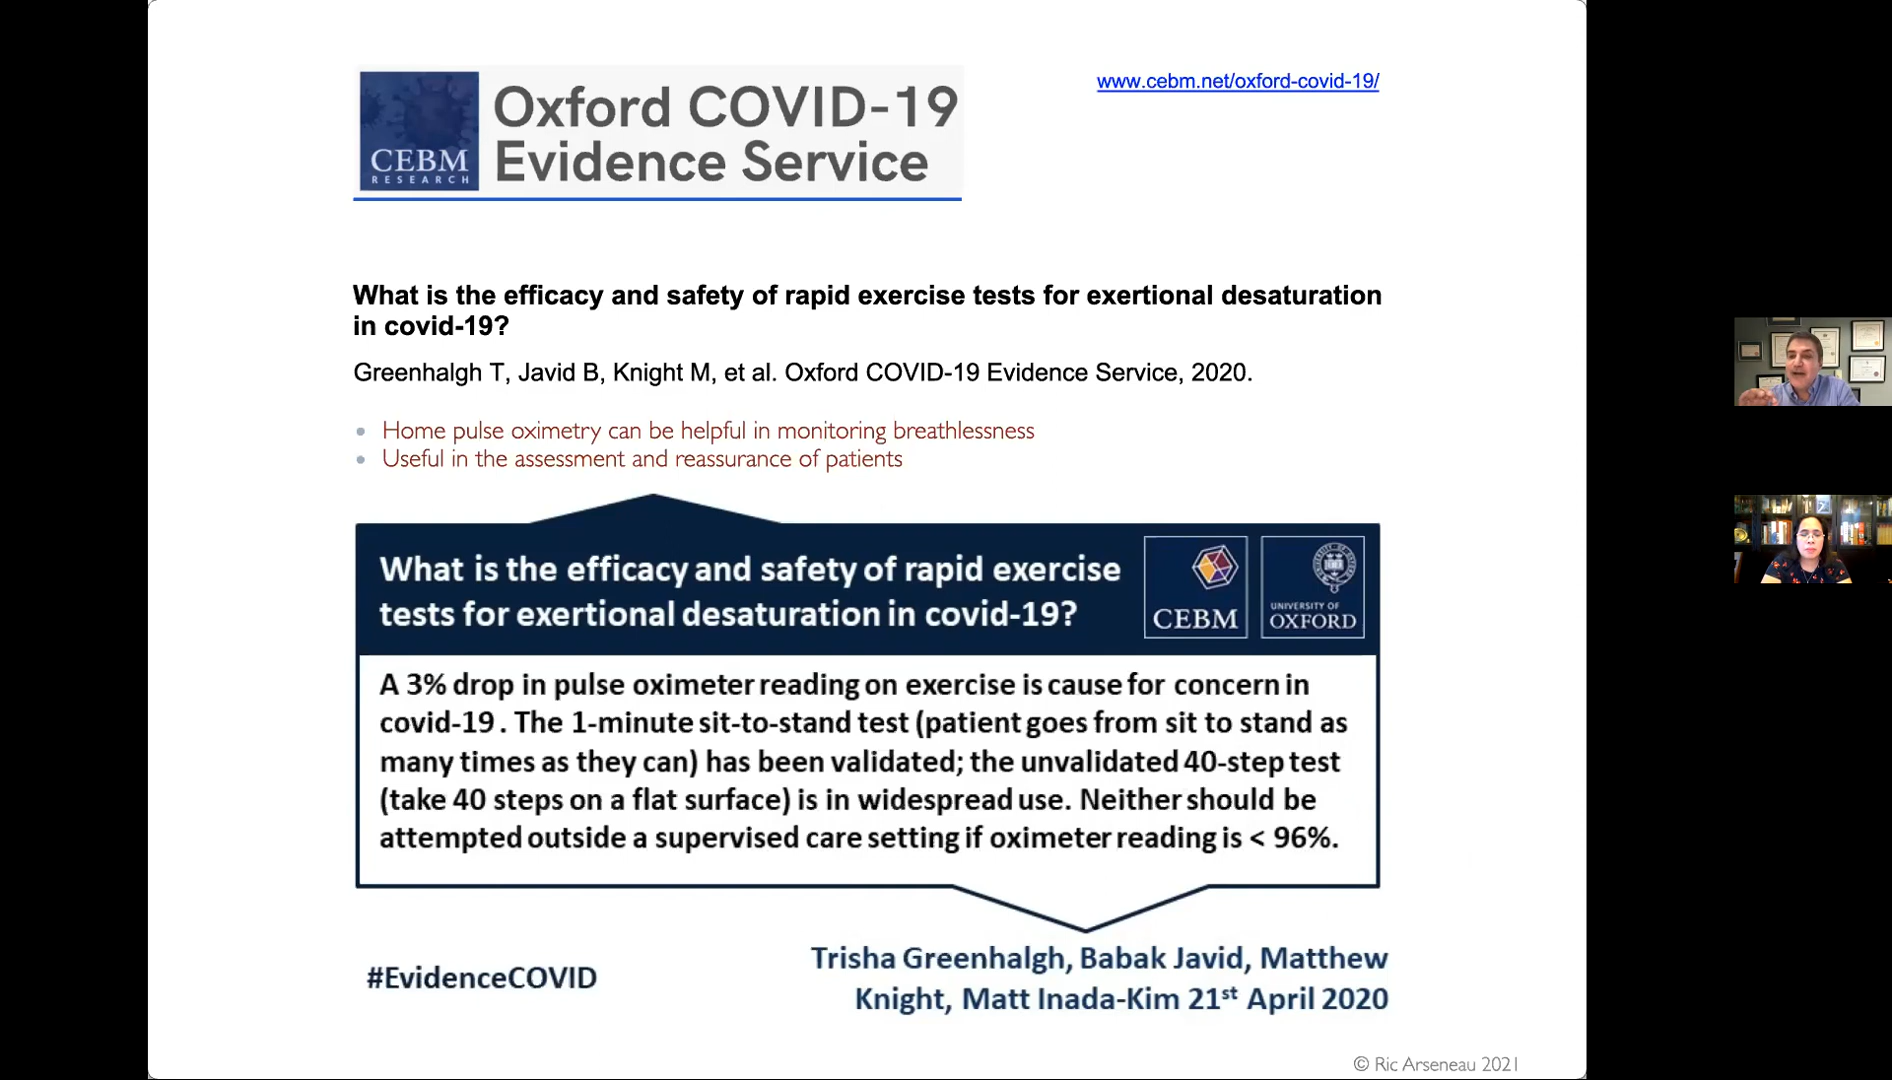 www.cebm.net/oxford-covid-19/
Oxford COVID-19
Evidence Service
CEBM
RESEARCH
What is the efficacy and safety of rapid exercise tests for exertional desaturation
in covid-19?
Greenhalgh T, Javid B, Knight M, et al. Oxford COVID-19 Evidence Service, 2020.
• Home pulse oximetry can be helpful in monitoring breathlessness
• Useful in the assessment and reassurance of patients
What is the efficacy and safety of rapid exercise
tests for exertional desaturation in covid-19?
CEBM
UNIVERSITY OF
OXFORD
A 3% drop in pulse oximeter reading on exercise is cause for concern in
covid-19 . The 1-minute sit-to-stand test (patient goes from sit to stand as
many times as they can) has been validated; the unvalidated 40-step test
(take 40 steps on a flat surface) is in widespread use. Neither should be
attempted outside a supervised care setting if oximeter reading is < 96%.
#EvidenceCOVID
Trisha Greenhalgh, Babak Javid, Matthew
Knight, Matt Inada-Kim 21st April 2020
© Ric Arseneau 2021